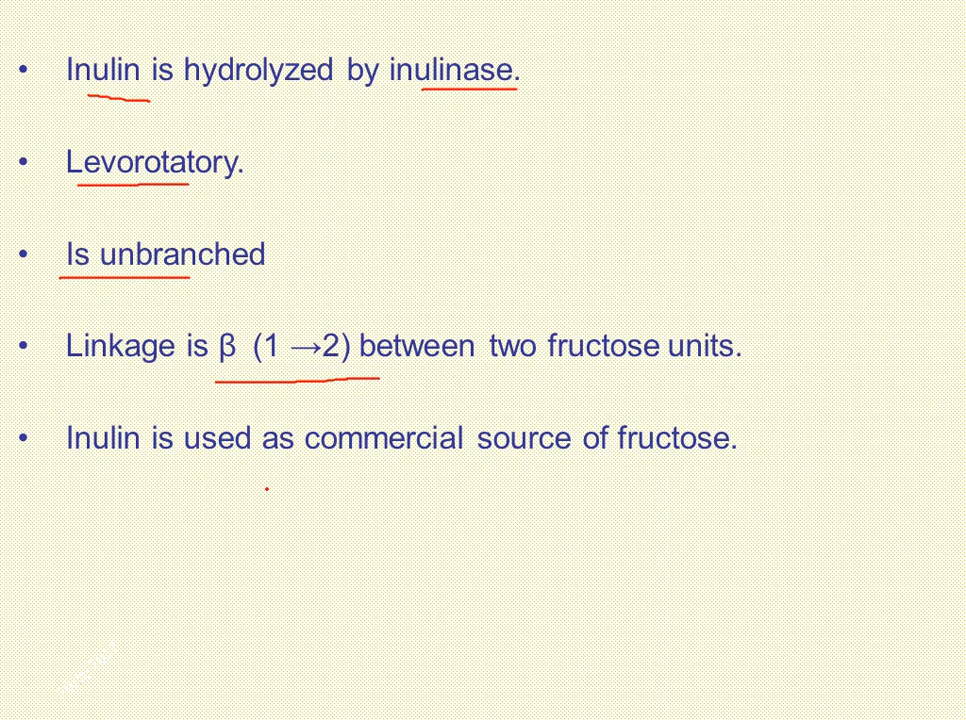 • Inulin is hydrolyzed by inulinase.
• Levorotatory.
• Is unbranched
• Linkage is β (1 →2) between two fructose units.
• Inulin is used as commercial source of fructose.